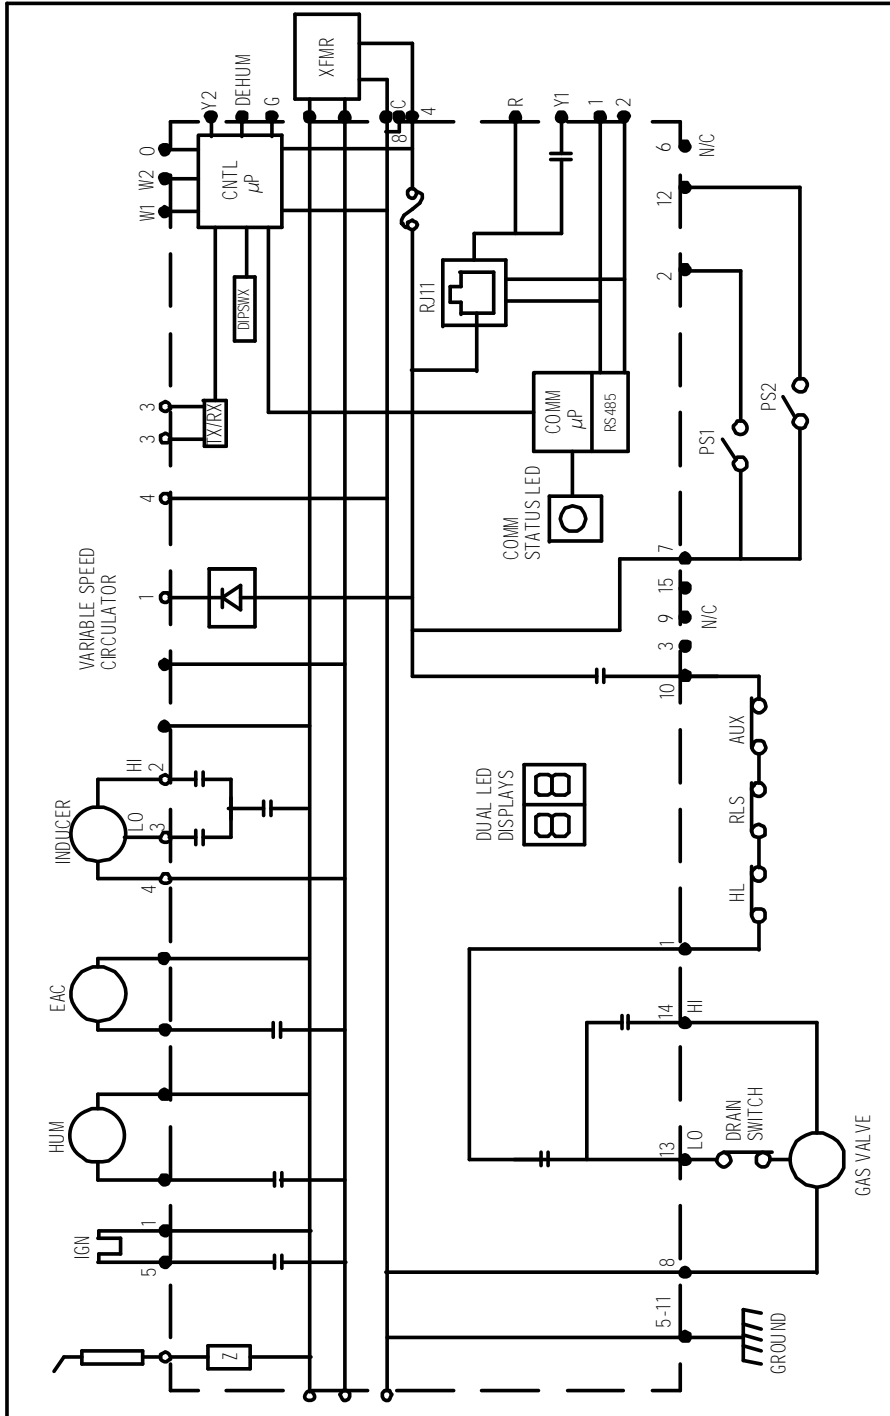 XFMR
Y2
DEHUM
G
8
C
4
R
Y1
1
2
O
W2
W1
CNTL
µP
6
N/C
12
2
DIPSWX
RJ11
3
3
TX/RX
COMM
µP
RS485
PS2
PS1
4
COMM
STATUS LED
VARIABLE SPEED
CIRCULATOR
1
7
15
9
N/C
3
10
HI
2
INDUCER
LO
3
4
DUAL LED
DISPLAYS
88
AUX
RLS
HL
EAC
1
14
HI
HUM
13
LO
DRAIN
SWITCH
GAS VALVE
IGN
1
5
8
5-11
Z
GROUND